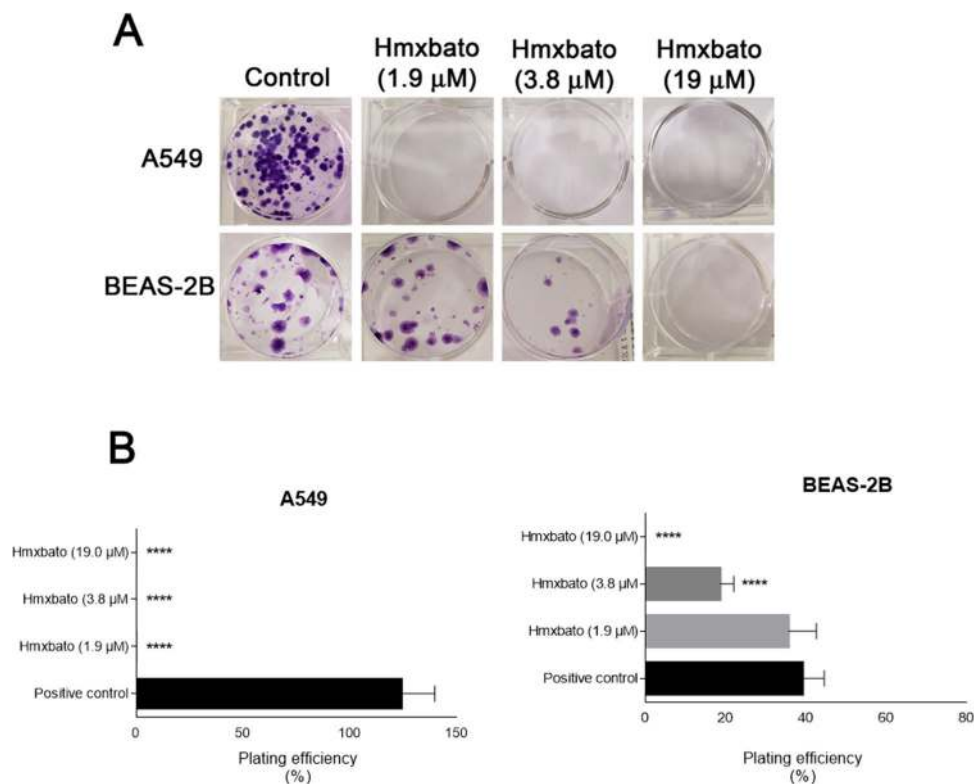 A
Control
Hmxbato
(1.9 μM)
Hmxbato
(3.8 μM)
Hmxbato
(19 μM)
A549
BEAS-2B
B
A549
Hmxbato (19.0 μM)
****
Hmxbato (3.8 μM
****
Hmxbato (1.9 μM)
****
Positive control
0
50
100
150
Plating efficiency
(%)
BEAS-2B
Hmxbato (19.0 μM)
****
Hmxbato (3.8 μM
****
Hmxbato (1.9 μM)
Positive control
0
20
40
60
80
Plating efficiency
(%)